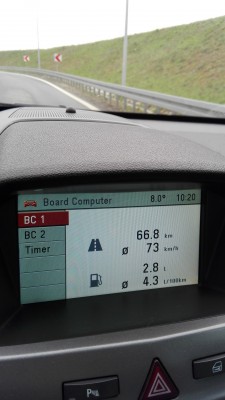 Board Computer 8.0° 10:20
BC 1
66.8 km
BC 2
ø 73 km/h
Timer
2.8 L
ø 4.3 L/100km
P